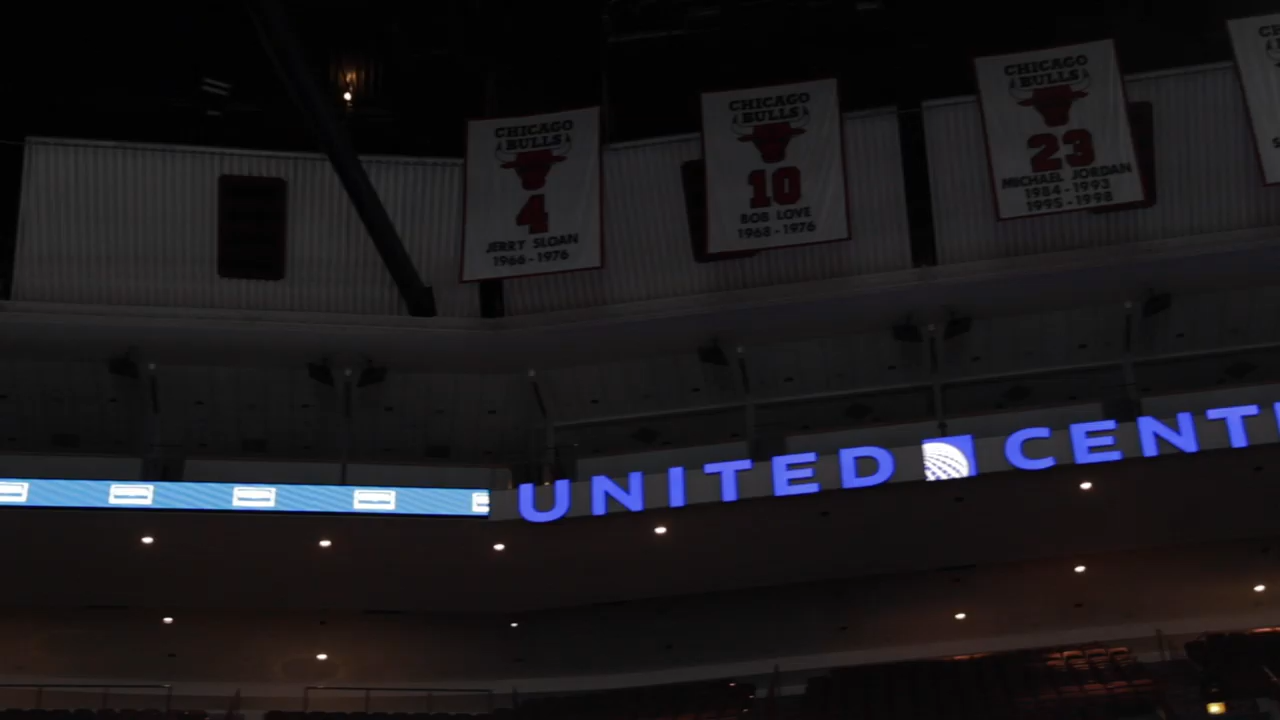 CHICAGO
BULLS
4
JERRY SLOAN
1966-1976
CHICAGO
BULLS
10
BOB LOVE
1968-1976
CHICAGO
BULLS
23
MICHAEL JORDAN
1984-1993
1995-1998
UNITED CENT